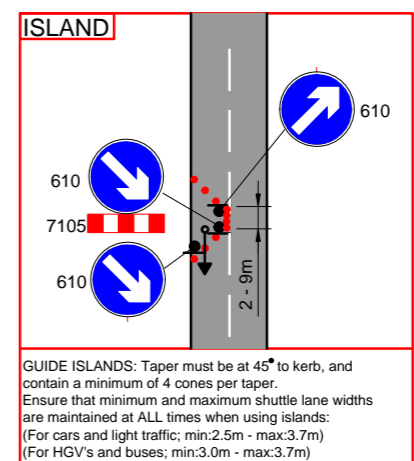 ISLAND
610
610
7105
610
2 - 9m
GUIDE ISLANDS: Taper must be at 45° to kerb, and
contain a minimum of 4 cones per taper.
Ensure that minimum and maximum shuttle lane widths
are maintained at ALL times when using islands:
(For cars and light traffic; min:2.5m - max:3.7m)
(For HGV's and buses; min:3.0m - max:3.7m)